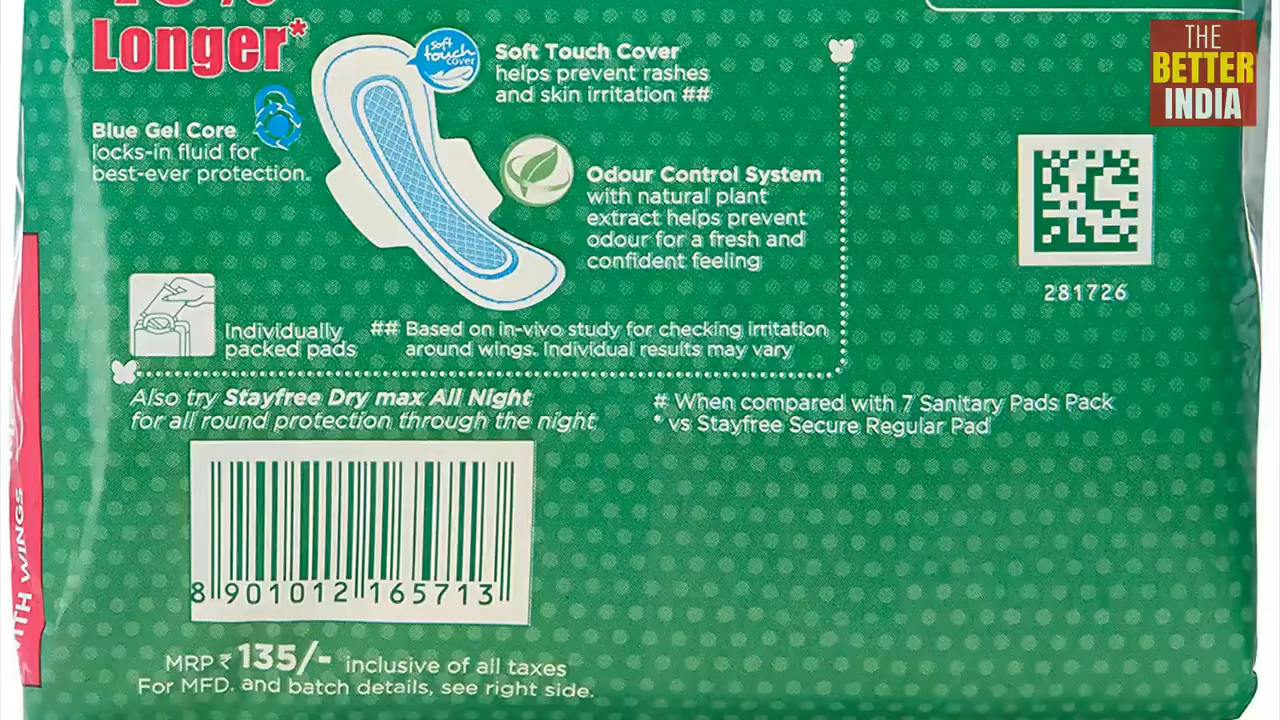 Longer*
THE
BETTER
INDIA
soft
touch
cover
Soft Touch Cover
helps prevent rashes
and skin irritation ##
Blue Gel Core
locks-in fluid for
best-ever protection.
Odour Control System
with natural plant
extract helps prevent
odour for a fresh and
confident feeling
281726
Individually
packed pads
## Based on in-vivo study for checking irritation
around wings. Individual results may vary
Also try Stayfree Dry max All Night
for all round protection through the night
# When compared with 7 Sanitary Pads Pack
* vs Stayfree Secure Regular Pad
WITH WINGS
8 901012 165713
MRP ₹ 135/- inclusive of all taxes
For MFD. and batch details, see right side.